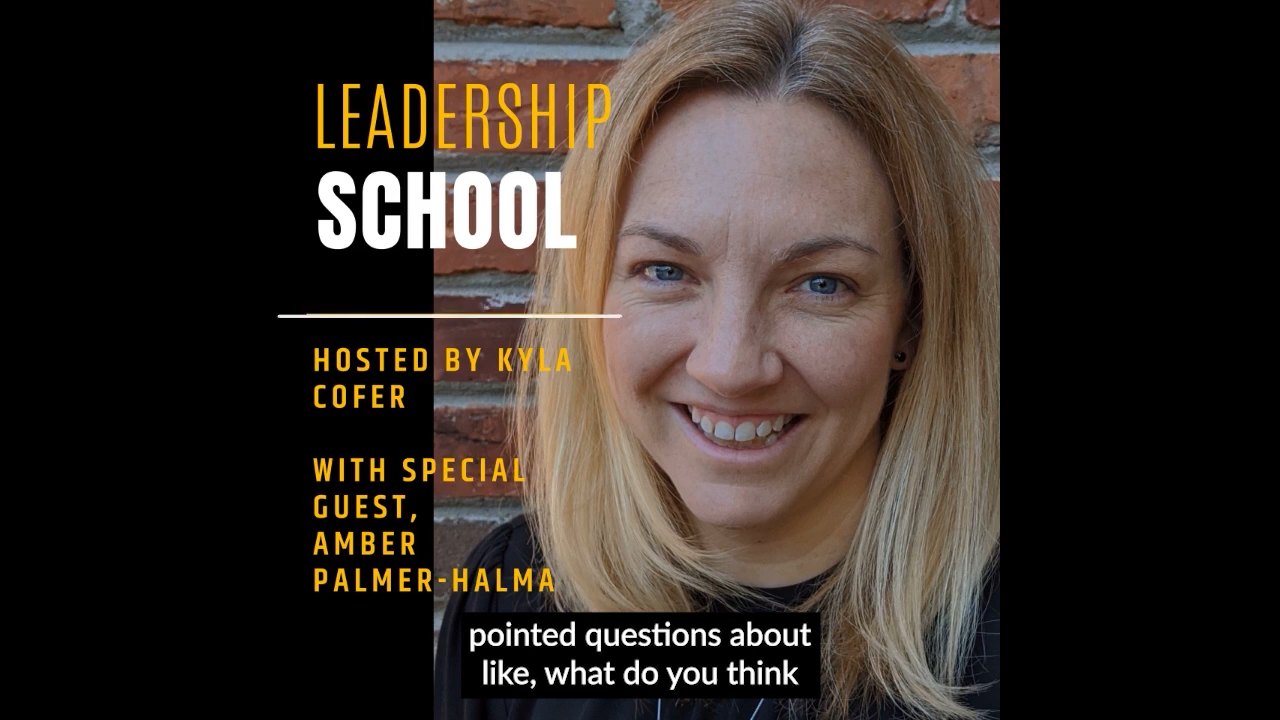 LEADERSHIP
SCHOOL
HOSTED BY KYLA
COFER
WITH SPECIAL
GUEST,
AMBER
PALMER-HALMA
pointed questions about
like, what do you think